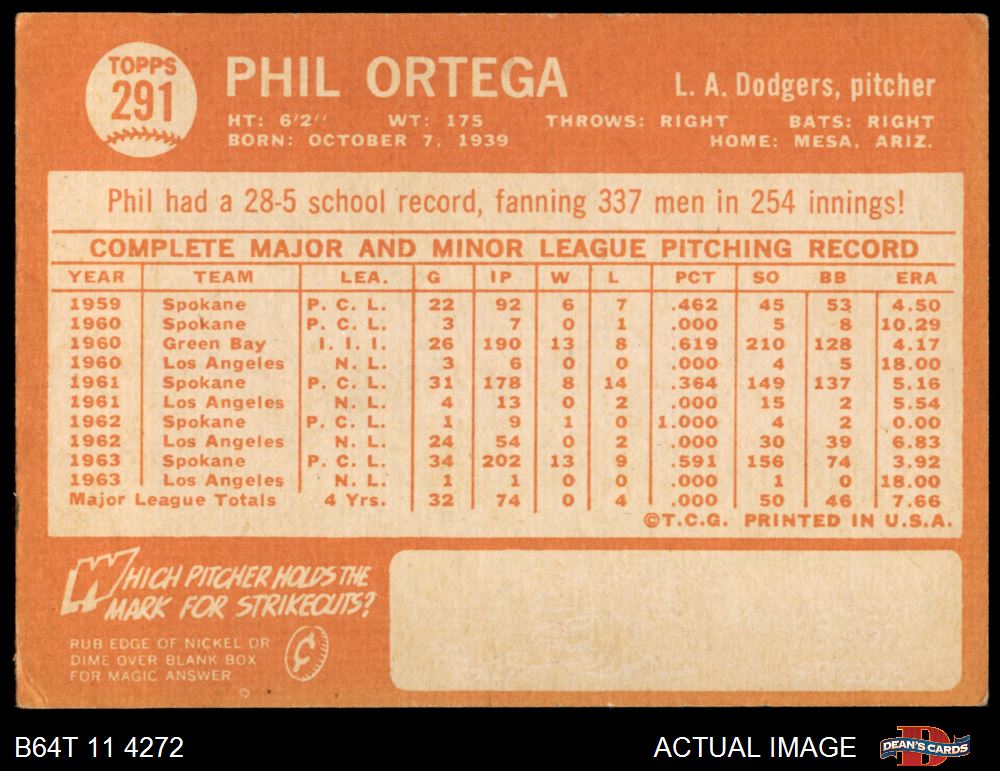 TOPPS
291
PHIL ORTEGA
L. A. Dodgers, pitcher
HT: 6'2" WT: 175 THROWS: RIGHT BATS: RIGHT
BORN: OCTOBER 7, 1939 HOME: MESA, ARIZ.
Phil had a 28-5 school record, fanning 337 men in 254 innings!
COMPLETE MAJOR AND MINOR LEAGUE PITCHING RECORD
YEAR TEAM LEA. G IP W L PCT SO BB ERA
1959 Spokane P. C. L. 22 92 6 7 .462 45 53 4.50
1960 Spokane P. C. L. 3 7 0 1 .000 5 8 10.29
1960 Green Bay I. I. I. 26 190 13 8 .619 210 128 4.17
1960 Los Angeles N. L. 3 6 0 0 .000 4 5 18.00
1961 Spokane P. C. L. 31 178 8 14 .364 149 137 5.16
1961 Los Angeles N. L. 4 13 0 2 .000 15 2 5.54
1962 Spokane P. C. L. 1 9 1 0 1.000 4 2 0.00
1962 Los Angeles N. L. 24 54 0 2 .000 30 39 6.83
1963 Spokane P. C. L. 34 202 13 9 .591 156 74 3.92
1963 Los Angeles N. L. 1 1 0 0 .000 1 0 18.00
Major League Totals 4 Yrs. 32 74 0 4 .000 50 46 7.66
©T.C.G. PRINTED IN U.S.A.
WHICH PITCHER HOLDS THE
MARK FOR STRIKEOUTS?
RUB EDGE OF NICKEL OR
DIME OVER BLANK BOX
FOR MAGIC ANSWER
¢
B64T 11 4272
ACTUAL IMAGE
DEAN'S CARDS